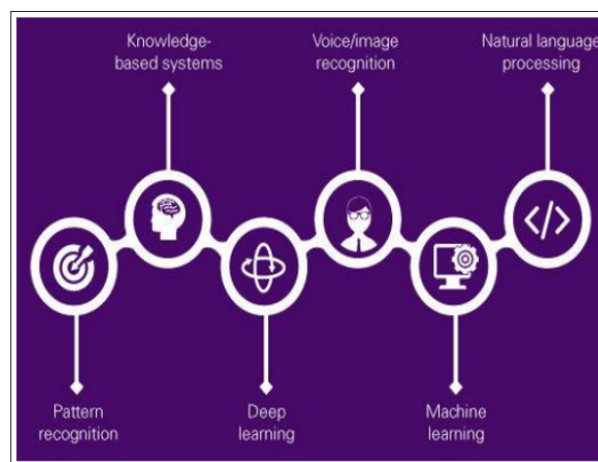 Knowledge-
based systems
Voice/image
recognition
Natural language
processing
</>
Pattern
recognition
Deep
learning
Machine
learning